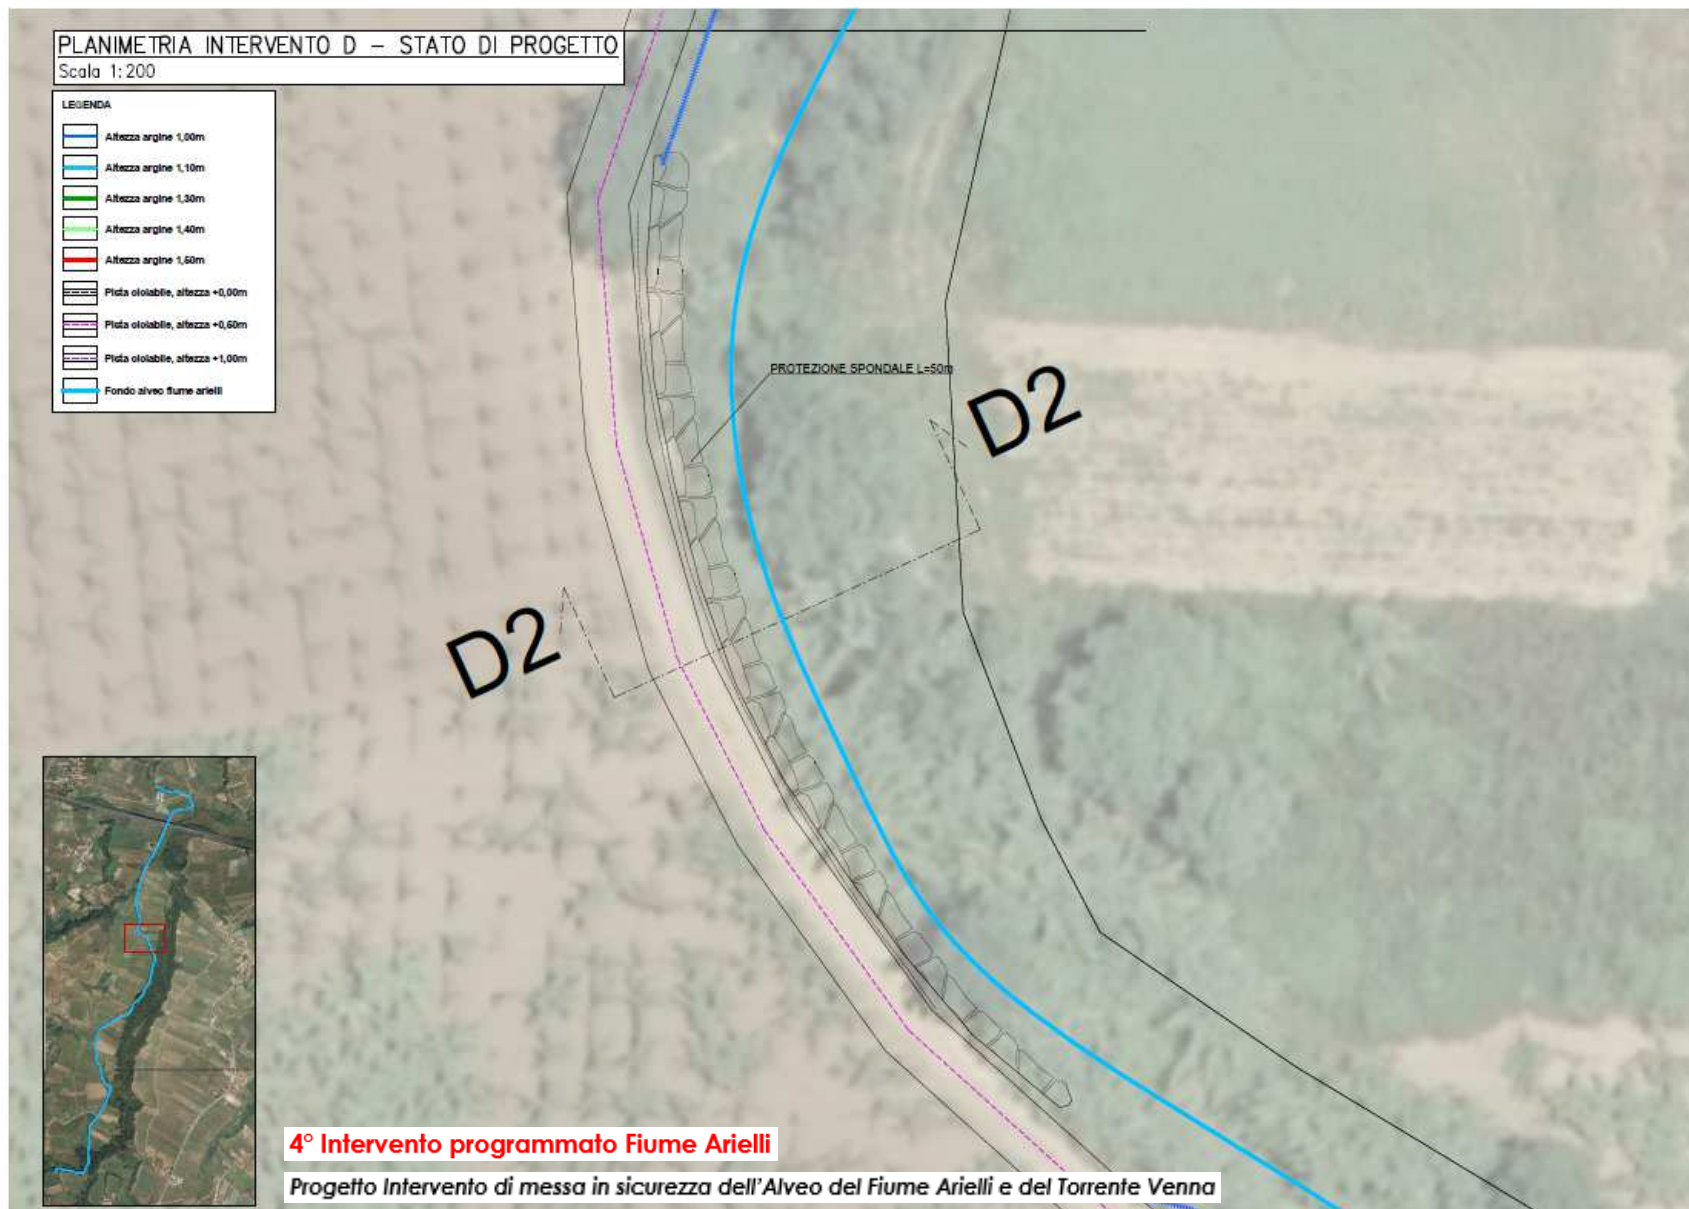 PLANIMETRIA INTERVENTO D – STATO DI PROGETTO
Scala 1:200
LEGENDA
Altezza argine 1,00m
Altezza argine 1,10m
Altezza argine 1,30m
Altezza argine 1,40m
Altezza argine 1,50m
Pista ciclabile, altezza +0,00m
Pista ciclabile, altezza +0,50m
Pista ciclabile, altezza +1,00m
Fondo alveo fiume arielli
PROTEZIONE SPONDALE L=50m
D2
D2
4° Intervento programmato Fiume Arielli
Progetto Intervento di messa in sicurezza dell'Alveo del Fiume Arielli e del Torrente Venna